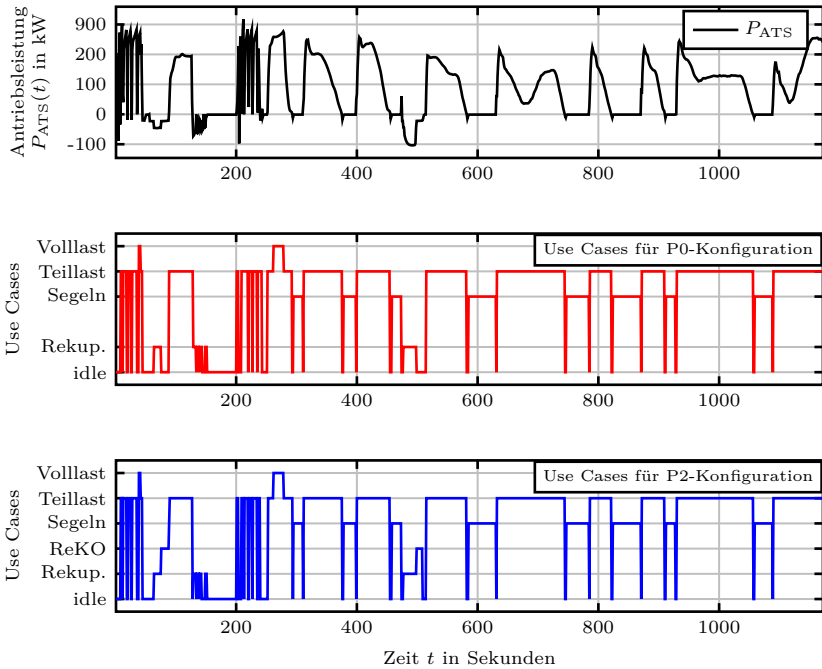 Antriebsleistung
P_ATS(t) in kW
900
200
100
0
-100
P_ATS
200 400 600 800 1000
Use Cases
Volllast
Teillast
Segeln
Rekup.
idle
Use Cases für P0-Konfiguration
200 400 600 800 1000
Use Cases
Volllast
Teillast
Segeln
ReKO
Rekup.
idle
Use Cases für P2-Konfiguration
200 400 600 800 1000
Zeit t in Sekunden